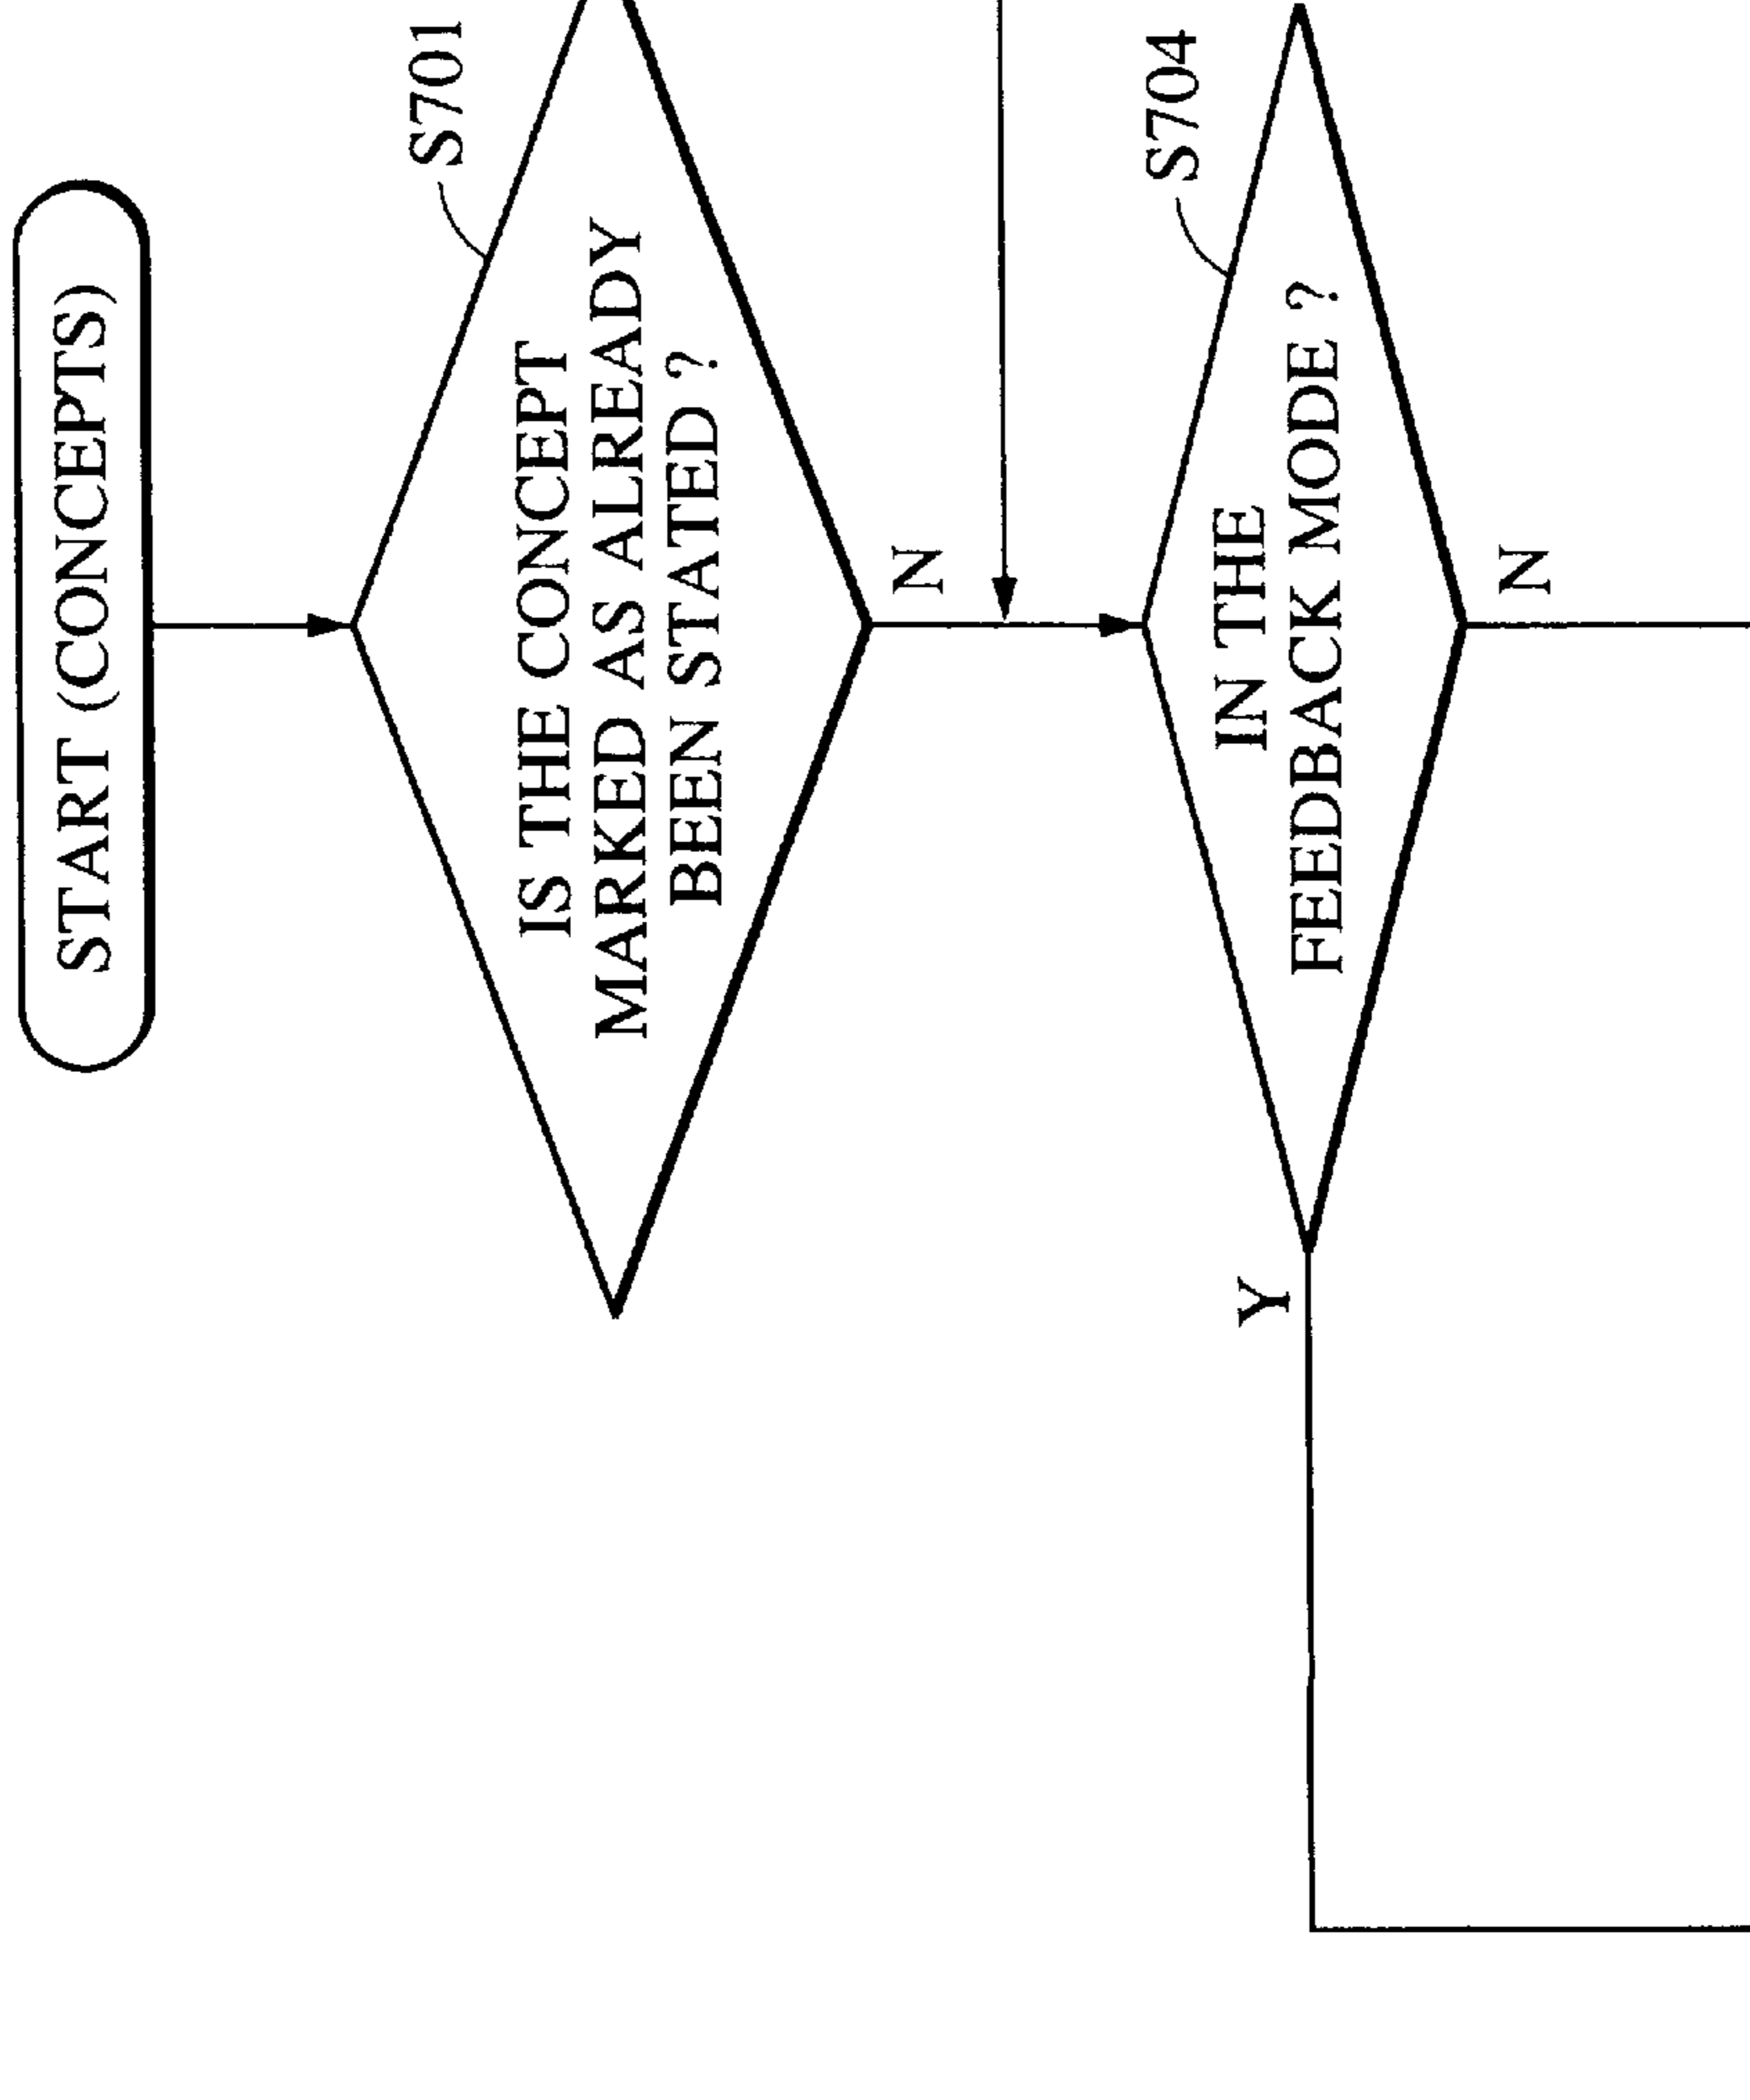 START (CONCEPTS)
S701
IS THE CONCEPT
MARKED AS ALREADY
BEEN STATED ?
N
S704
IN THE
FEEDBACK MODE ?
Y
N